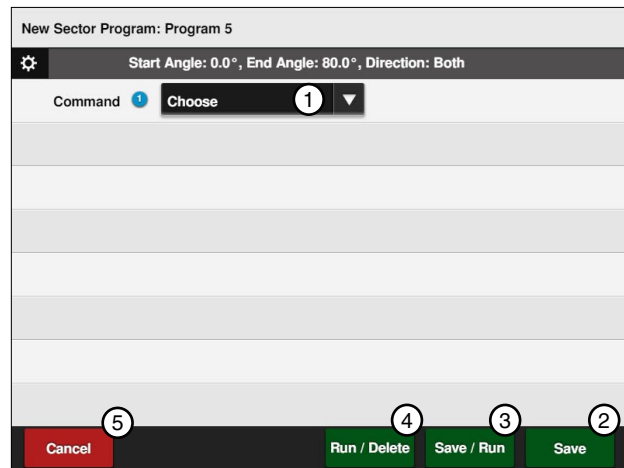 New Sector Program: Program 5
Start Angle: 0.0°, End Angle: 80.0°, Direction: Both
Command 1 Choose 1
5 4 3 2
Cancel Run / Delete Save / Run Save